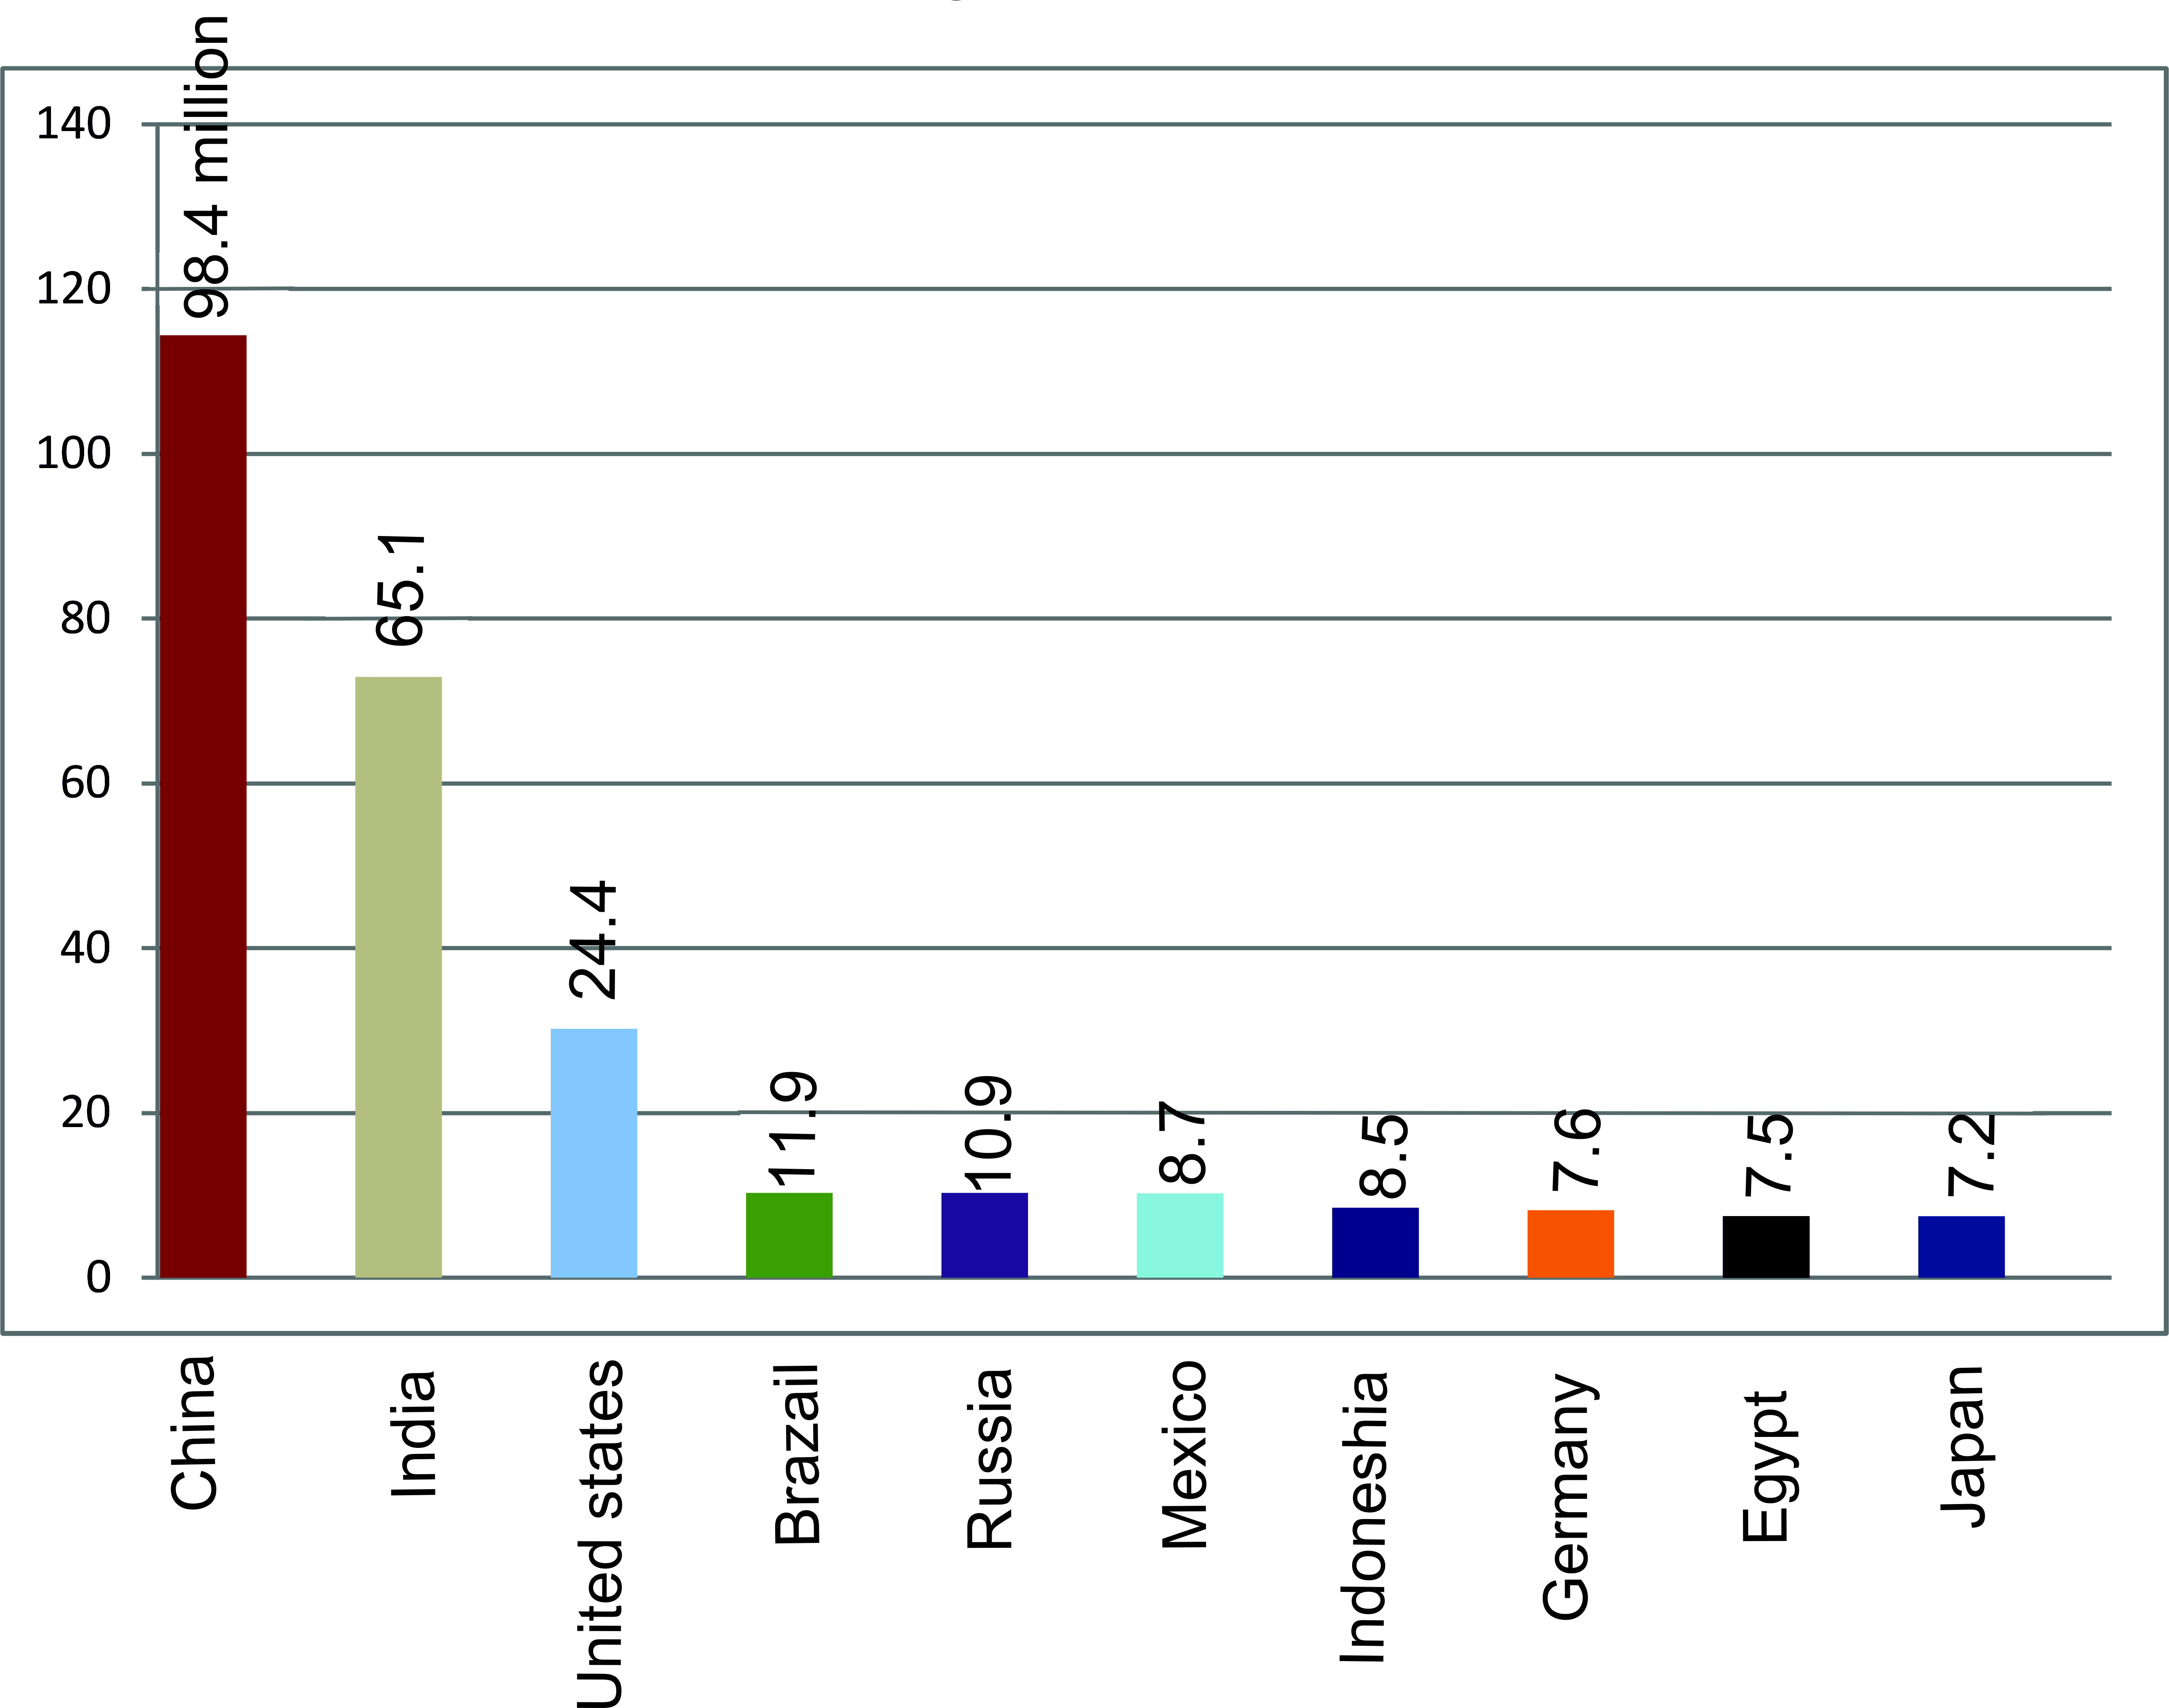 98.4 million
140
120
100
80
60
40
20
0
65.1
24.4
11.9
10.9
8.7
8.5
7.6
7.5
7.2
China
India
United states
Brazail
Russia
Mexico
Indoneshia
Germany
Egypt
Japan